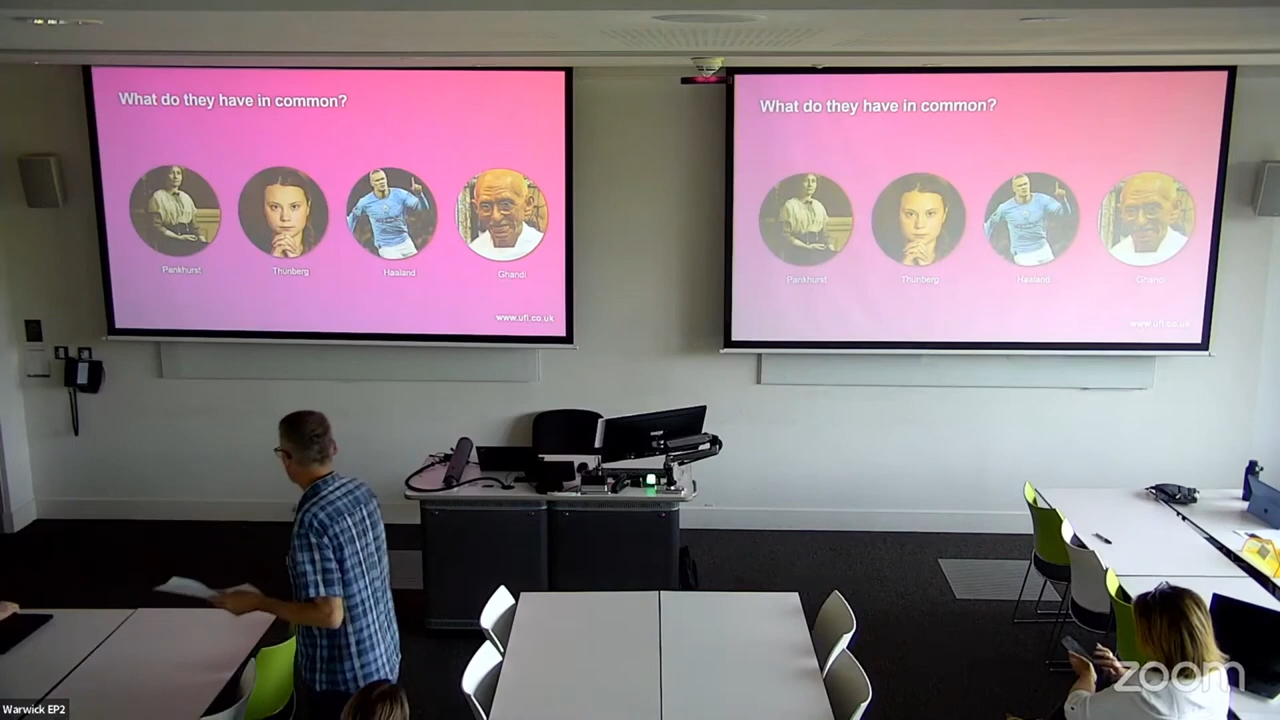 What do they have in common?
Pankhurst
Thunberg
Haaland
Ghandi
www.ufi.co.uk
What do they have in common?
Pankhurst
Thunberg
Haaland
Ghandi
www.ufi.co.uk
zoom
Warwick EP2